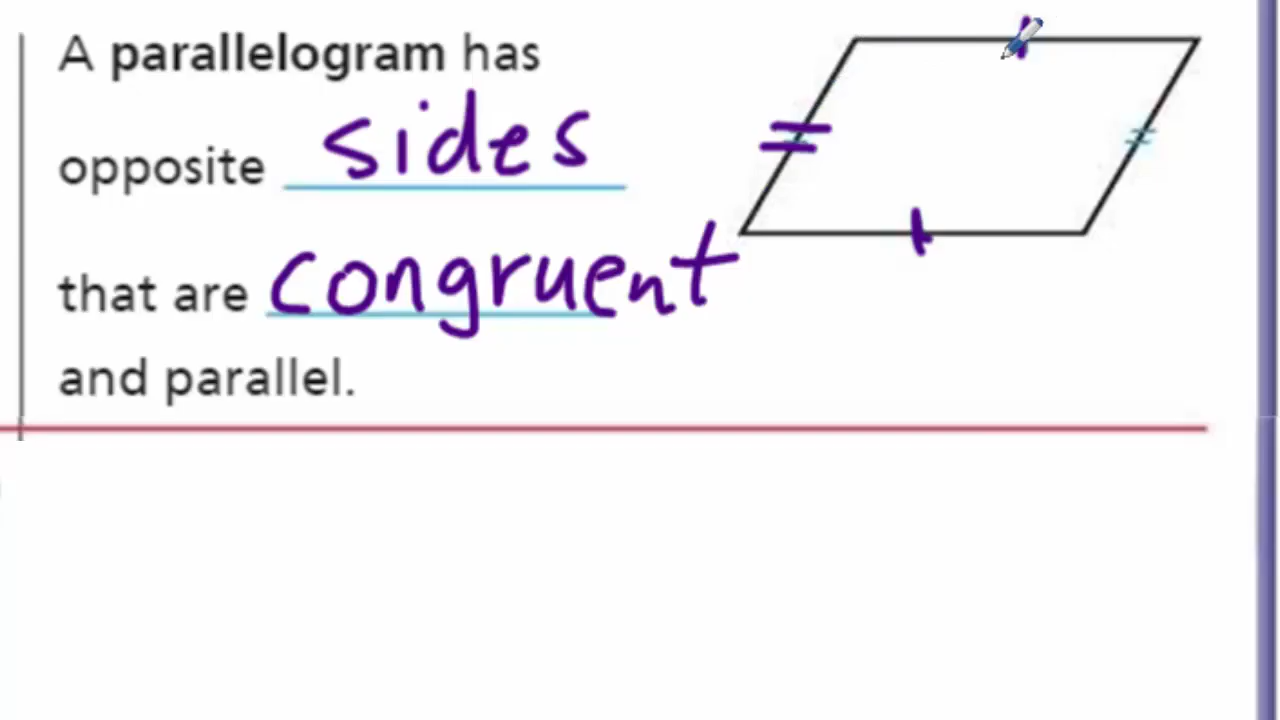 A parallelogram has
opposite sides
that are congruent
and parallel.